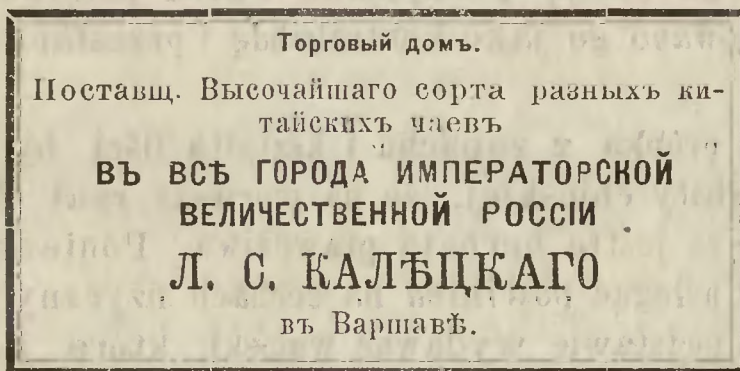 Торговый домъ.
Поставщ. Высочайшаго сорта разныхъ ки-
тайскихъ чаевъ
ВЪ ВСѢ ГОРОДА ИМПЕРАТОРСКОЙ
ВЕЛИЧЕСТВЕННОЙ РОССІИ
Л. С. КАЛѢЦКАГО
въ Варшавѣ.